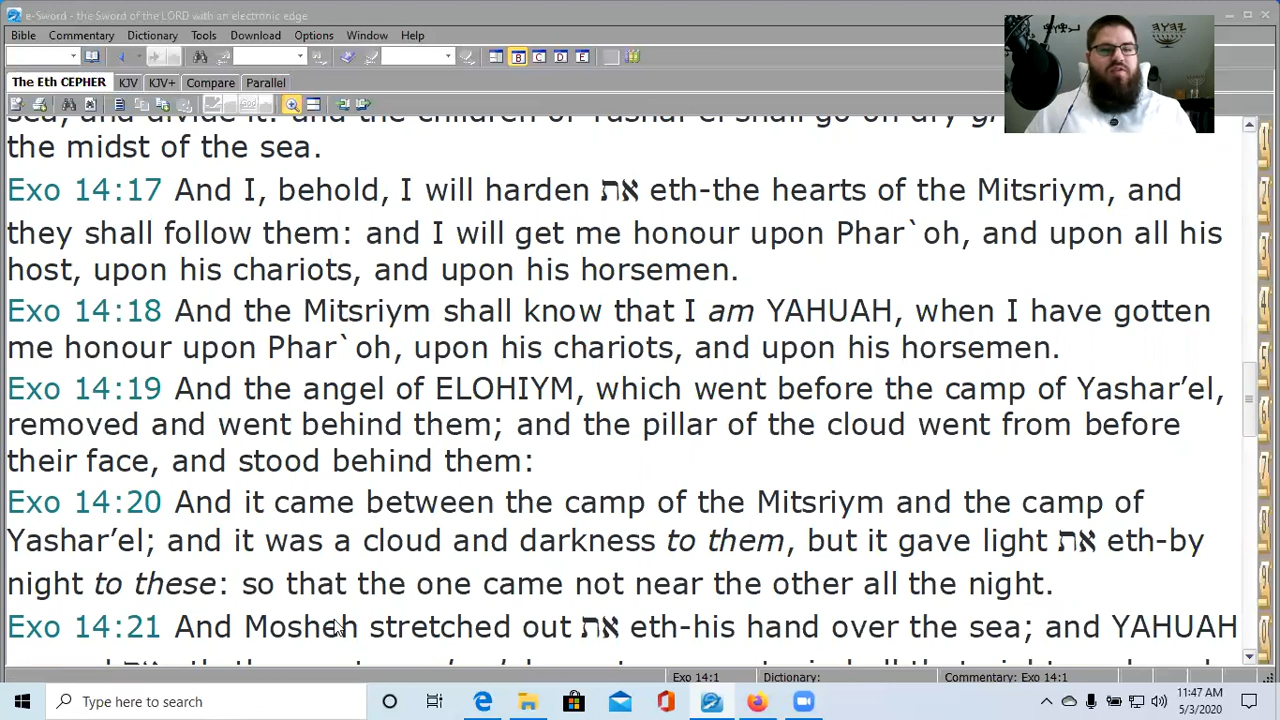 e-Sword - the Sword of the LORD with an electronic edge
Bible Commentary Dictionary Tools Download Options Window Help
B C D E
The Eth CEPHER KJV KJV+ Compare Parallel
the midst of the sea.
Exo 14:17 And I, behold, I will harden את eth-the hearts of the Mitsriym, and
they shall follow them: and I will get me honour upon Phar`oh, and upon all his
host, upon his chariots, and upon his horsemen.
Exo 14:18 And the Mitsriym shall know that I am YAHUAH, when I have gotten
me honour upon Phar`oh, upon his chariots, and upon his horsemen.
Exo 14:19 And the angel of ELOHIYM, which went before the camp of Yashar’el,
removed and went behind them; and the pillar of the cloud went from before
their face, and stood behind them:
Exo 14:20 And it came between the camp of the Mitsriym and the camp of
Yashar’el; and it was a cloud and darkness to them, but it gave light את eth-by
night to these: so that the one came not near the other all the night.
Exo 14:21 And Mosheh stretched out את eth-his hand over the sea; and YAHUAH
Exo 14:1 Dictionary: Commentary: Exo 14:1
Type here to search
11:47 AM
5/3/2020